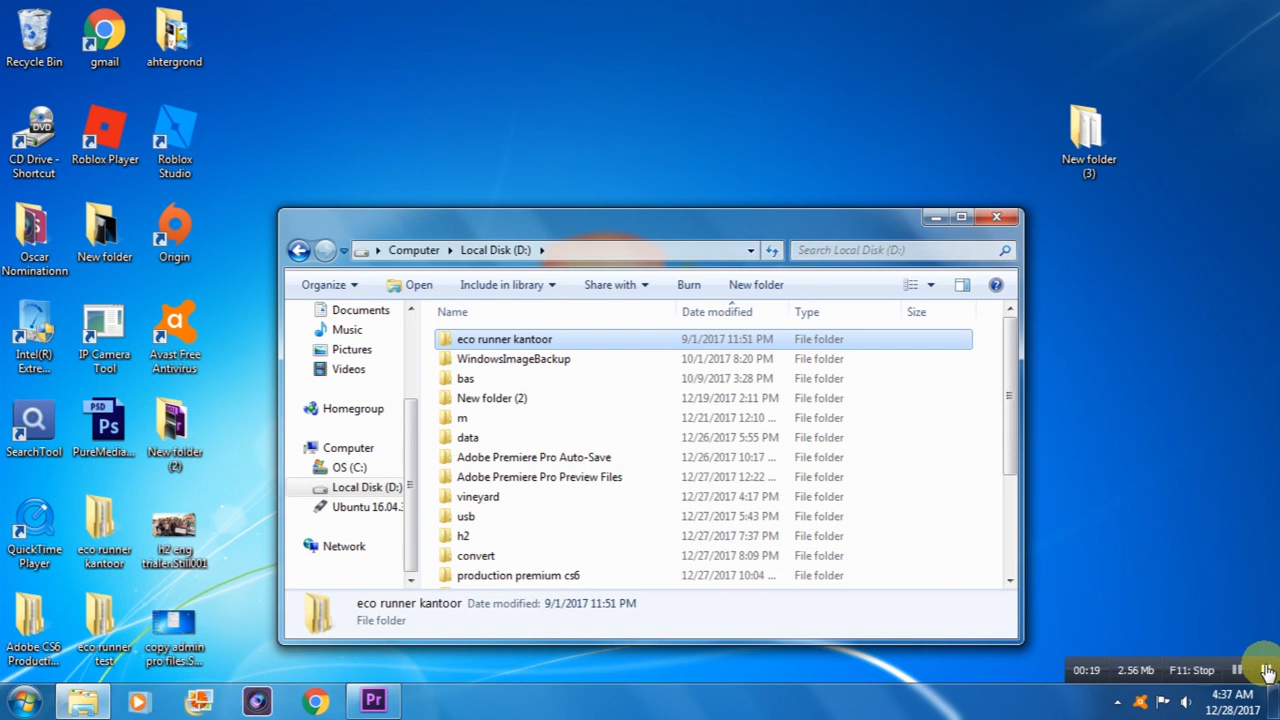 Recycle Bin
gmail
ahtergrond
CD Drive -
Shortcut
DVD
Roblox Player
Roblox
Studio
Oscar
Nominationn
New folder
Origin
Intel(R)
Extre...
IP Camera
Tool
Avast Free
Antivirus
SearchTool
PSD
Ps
PureMedia...
New folder
(2)
QuickTime
Player
eco runner
kantoor
h2 eng
trialer.Still001
Adobe CS6
Producti...
eco runner
test
copy admin
pro files.S...
New folder
(3)
Computer
Local Disk (D:)
Search Local Disk (D:)
Organize
Open
Include in library
Share with
Burn
New folder
Documents
Music
Pictures
Videos
Homegroup
Computer
OS (C:)
Local Disk (D:)
Ubuntu 16.04.
Network
Name Date modified Type Size
eco runner kantoor 9/1/2017 11:51 PM File folder
WindowsImageBackup 10/1/2017 8:20 PM File folder
bas 10/9/2017 3:28 PM File folder
New folder (2) 12/19/2017 2:11 PM File folder
m 12/21/2017 12:10 ... File folder
data 12/26/2017 5:55 PM File folder
Adobe Premiere Pro Auto-Save 12/26/2017 10:17 ... File folder
Adobe Premiere Pro Preview Files 12/27/2017 12:22 ... File folder
vineyard 12/27/2017 4:17 PM File folder
usb 12/27/2017 5:43 PM File folder
h2 12/27/2017 7:37 PM File folder
convert 12/27/2017 8:09 PM File folder
production premium cs6 12/27/2017 10:04 ... File folder
eco runner kantoor Date modified: 9/1/2017 11:51 PM
File folder
00:19 2.56 Mb F11: Stop
Pr
4:37 AM
12/28/2017